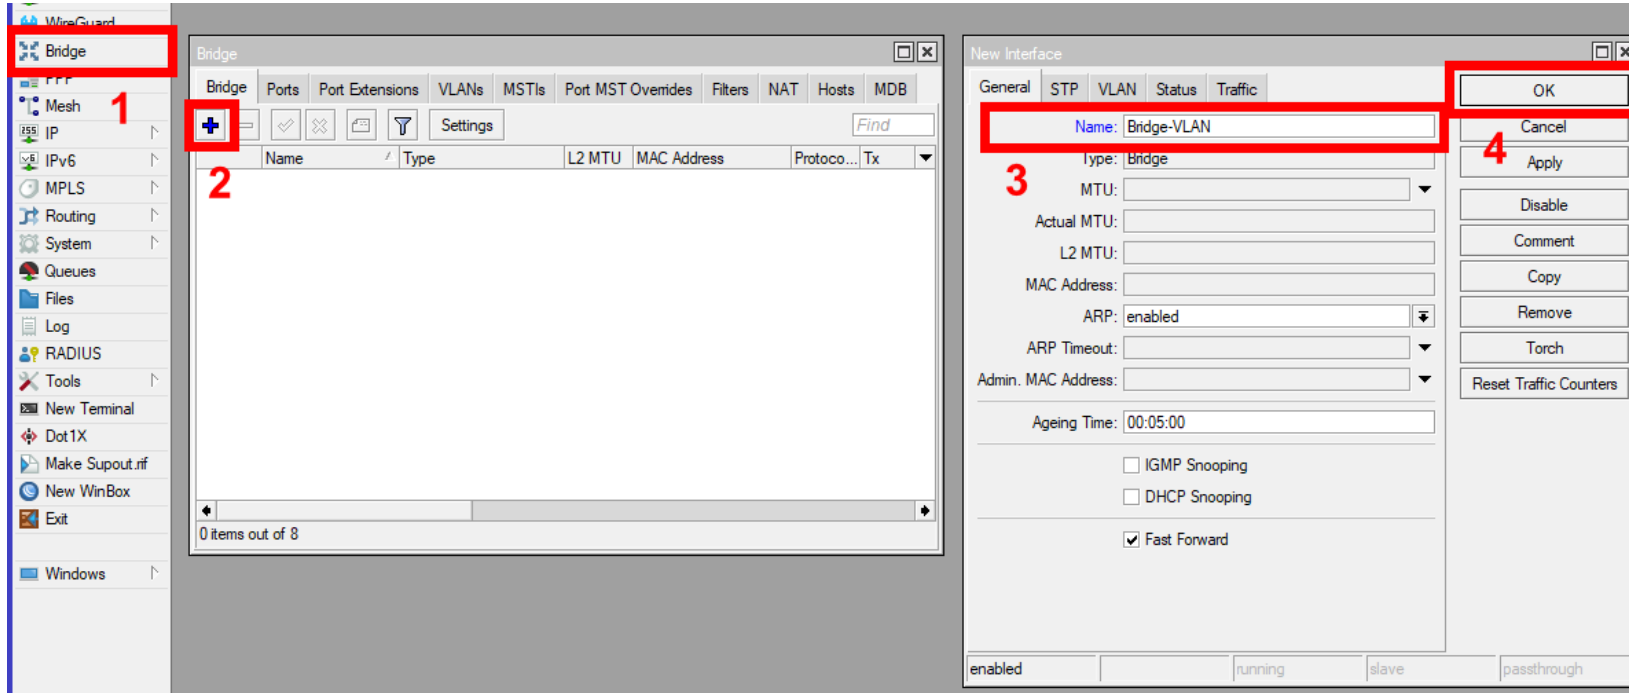 WireGuard
Bridge
PPP
1
Mesh
IP
IPv6
MPLS
Routing
System
Queues
Files
Log
RADIUS
Tools
New Terminal
Dot1X
Make Supout.rif
New WinBox
Exit
Windows
Bridge
Bridge Ports Port Extensions VLANs MSTIs Port MST Overrides Filters NAT Hosts MDB
Settings Find
Name Type L2 MTU MAC Address Protoco... Tx
2
0 items out of 8
New Interface
General STP VLAN Status Traffic
Name: Bridge-VLAN
Type: Bridge
3
MTU:
Actual MTU:
L2 MTU:
MAC Address:
ARP: enabled
ARP Timeout:
Admin. MAC Address:
Ageing Time: 00:05:00
IGMP Snooping
DHCP Snooping
Fast Forward
OK
Cancel
4
Apply
Disable
Comment
Copy
Remove
Torch
Reset Traffic Counters
enabled running slave passthrough